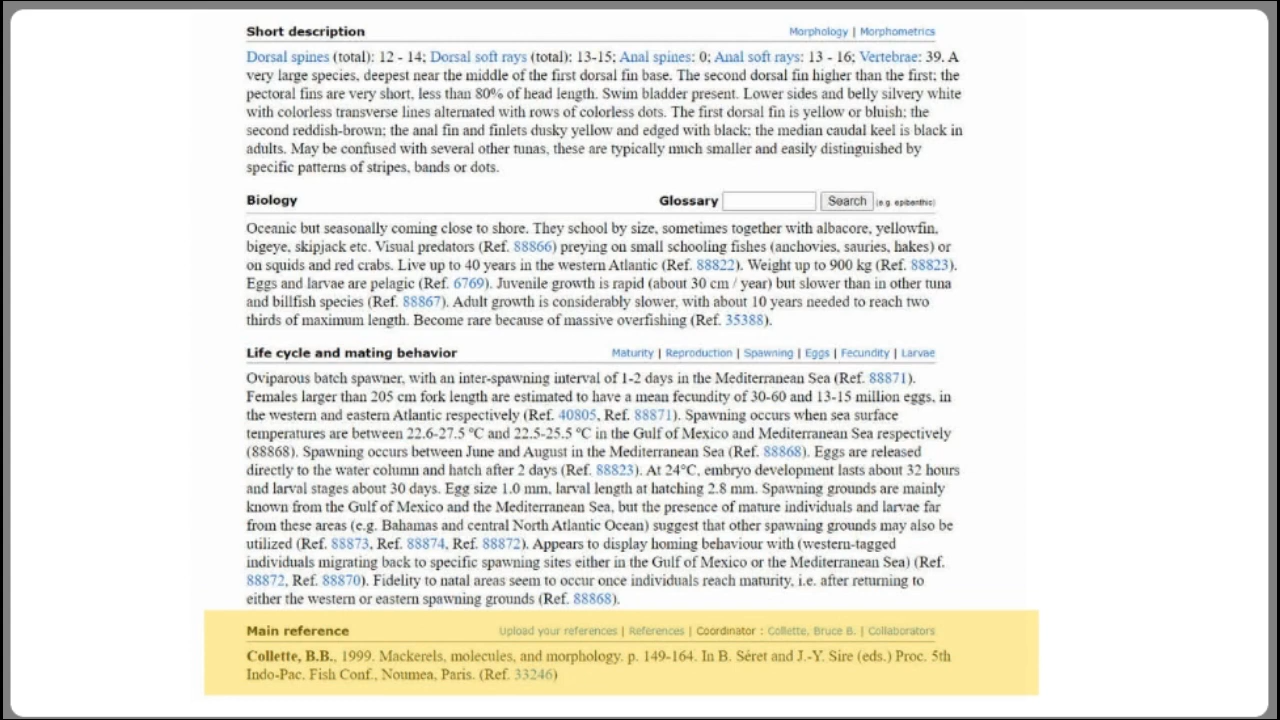 Short description Morphology | Morphometrics
Dorsal spines (total): 12 - 14; Dorsal soft rays (total): 13-15; Anal spines: 0; Anal soft rays: 13 - 16; Vertebrae: 39. A
very large species, deepest near the middle of the first dorsal fin base. The second dorsal fin higher than the first; the
pectoral fins are very short, less than 80% of head length. Swim bladder present. Lower sides and belly silvery white
with colorless transverse lines alternated with rows of colorless dots. The first dorsal fin is yellow or bluish; the
second reddish-brown; the anal fin and finlets dusky yellow and edged with black; the median caudal keel is black in
adults. May be confused with several other tunas, these are typically much smaller and easily distinguished by
specific patterns of stripes, bands or dots.
Biology Glossary Search (e.g. epibenthic)
Oceanic but seasonally coming close to shore. They school by size, sometimes together with albacore, yellowfin,
bigeye, skipjack etc. Visual predators (Ref. 88866) preying on small schooling fishes (anchovies, sauries, hakes) or
on squids and red crabs. Live up to 40 years in the western Atlantic (Ref. 88822). Weight up to 900 kg (Ref. 88823).
Eggs and larvae are pelagic (Ref. 6769). Juvenile growth is rapid (about 30 cm / year) but slower than in other tuna
and billfish species (Ref. 88867). Adult growth is considerably slower, with about 10 years needed to reach two
thirds of maximum length. Become rare because of massive overfishing (Ref. 35388).
Life cycle and mating behavior Maturity | Reproduction | Spawning | Eggs | Fecundity | Larvae
Oviparous batch spawner, with an inter-spawning interval of 1-2 days in the Mediterranean Sea (Ref. 88871).
Females larger than 205 cm fork length are estimated to have a mean fecundity of 30-60 and 13-15 million eggs, in
the western and eastern Atlantic respectively (Ref. 40805, Ref. 88871). Spawning occurs when sea surface
temperatures are between 22.6-27.5 ºC and 22.5-25.5 ºC in the Gulf of Mexico and Mediterranean Sea respectively
(88868). Spawning occurs between June and August in the Mediterranean Sea (Ref. 88868). Eggs are released
directly to the water column and hatch after 2 days (Ref. 88823). At 24°C, embryo development lasts about 32 hours
and larval stages about 30 days. Egg size 1.0 mm, larval length at hatching 2.8 mm. Spawning grounds are mainly
known from the Gulf of Mexico and the Mediterranean Sea, but the presence of mature individuals and larvae far
from these areas (e.g. Bahamas and central North Atlantic Ocean) suggest that other spawning grounds may also be
utilized (Ref. 88873, Ref. 88874, Ref. 88872). Appears to display homing behaviour with (western-tagged
individuals migrating back to specific spawning sites either in the Gulf of Mexico or the Mediterranean Sea) (Ref.
88872, Ref. 88870). Fidelity to natal areas seem to occur once individuals reach maturity, i.e. after returning to
either the western or eastern spawning grounds (Ref. 88868).
Main reference Upload your references | References | Coordinator : Collette, Bruce B. | Collaborators
Collette, B.B., 1999. Mackerels, molecules, and morphology. p. 149-164. In B. Séret and J.-Y. Sire (eds.) Proc. 5th
Indo-Pac. Fish Conf., Noumea, Paris. (Ref. 33246)